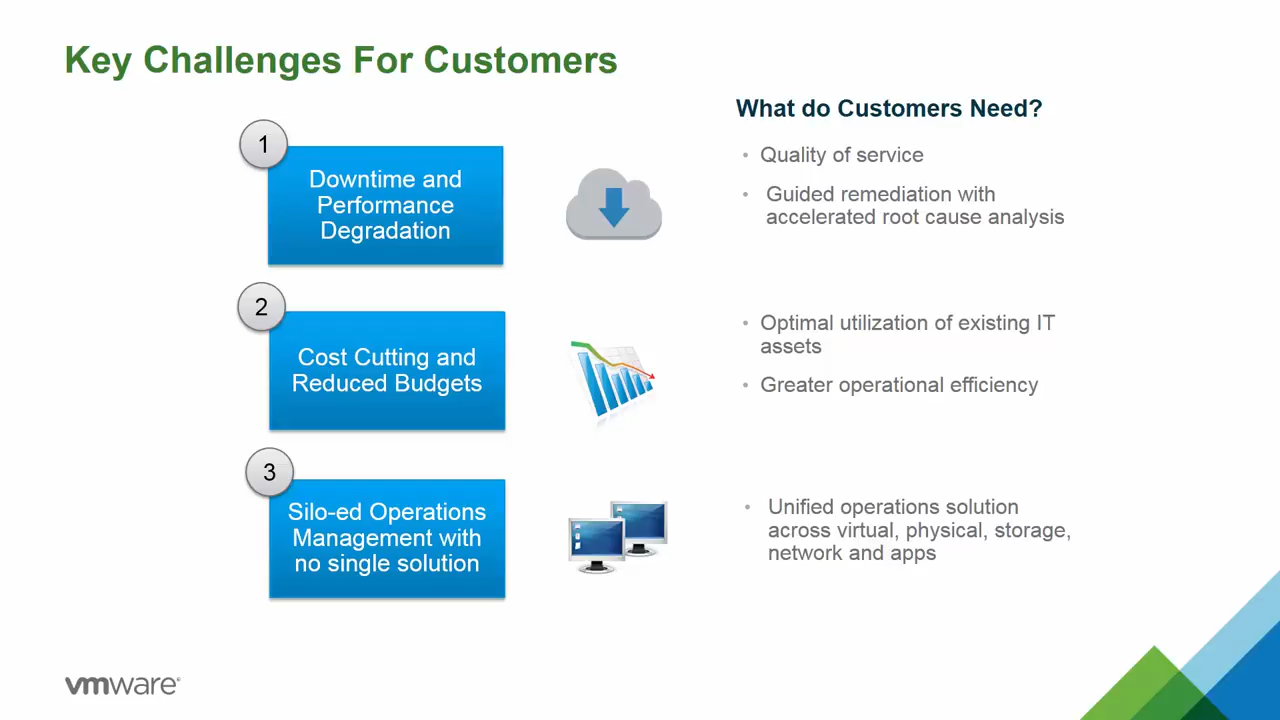 Key Challenges For Customers
What do Customers Need?
1
Downtime and
Performance
Degradation
• Quality of service
• Guided remediation with
accelerated root cause analysis
2
Cost Cutting and
Reduced Budgets
• Optimal utilization of existing IT
assets
• Greater operational efficiency
3
Silo-ed Operations
Management with
no single solution
• Unified operations solution
across virtual, physical, storage,
network and apps
vmware®